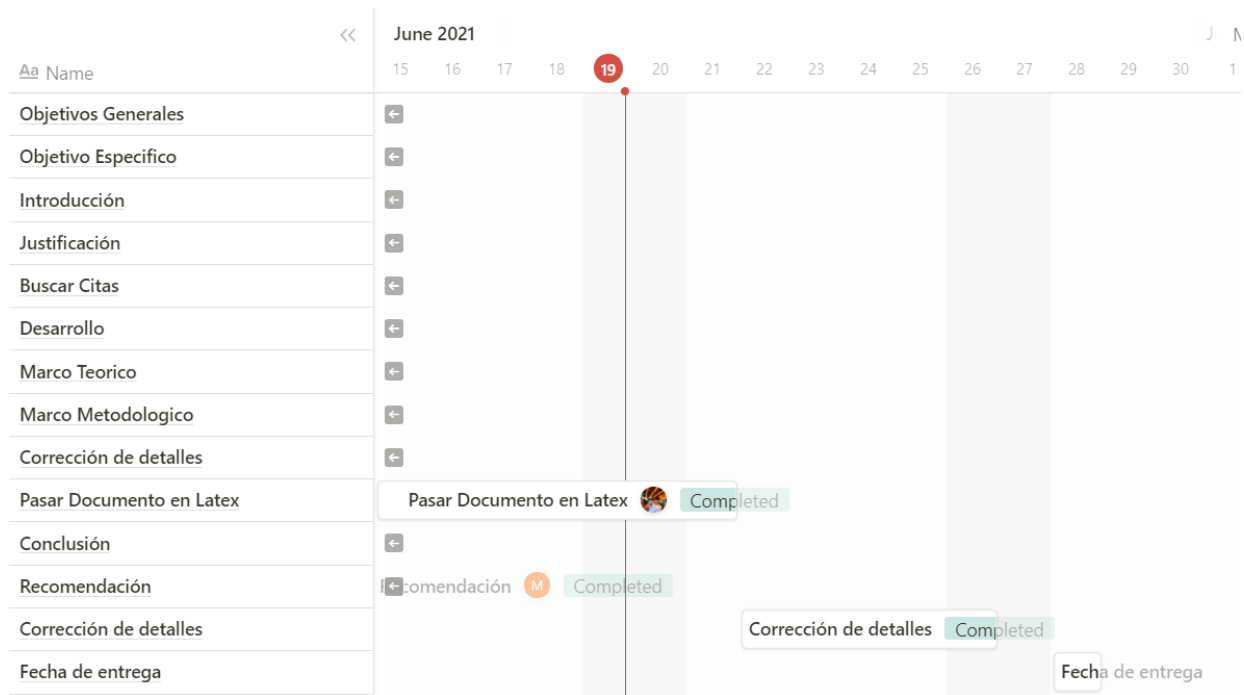 June 2021
J
M
Aa Name
15 16 17 18 19 20 21 22 23 24 25 26 27 28 29 30 1
Objetivos Generales
Objetivo Especifico
Introducción
Justificación
Buscar Citas
Desarrollo
Marco Teorico
Marco Metodologico
Corrección de detalles
Pasar Documento en Latex Pasar Documento en Latex Completed
Conclusión
Recomendación Recomendación M Completed
Corrección de detalles Corrección de detalles Completed
Fecha de entrega Fecha de entrega